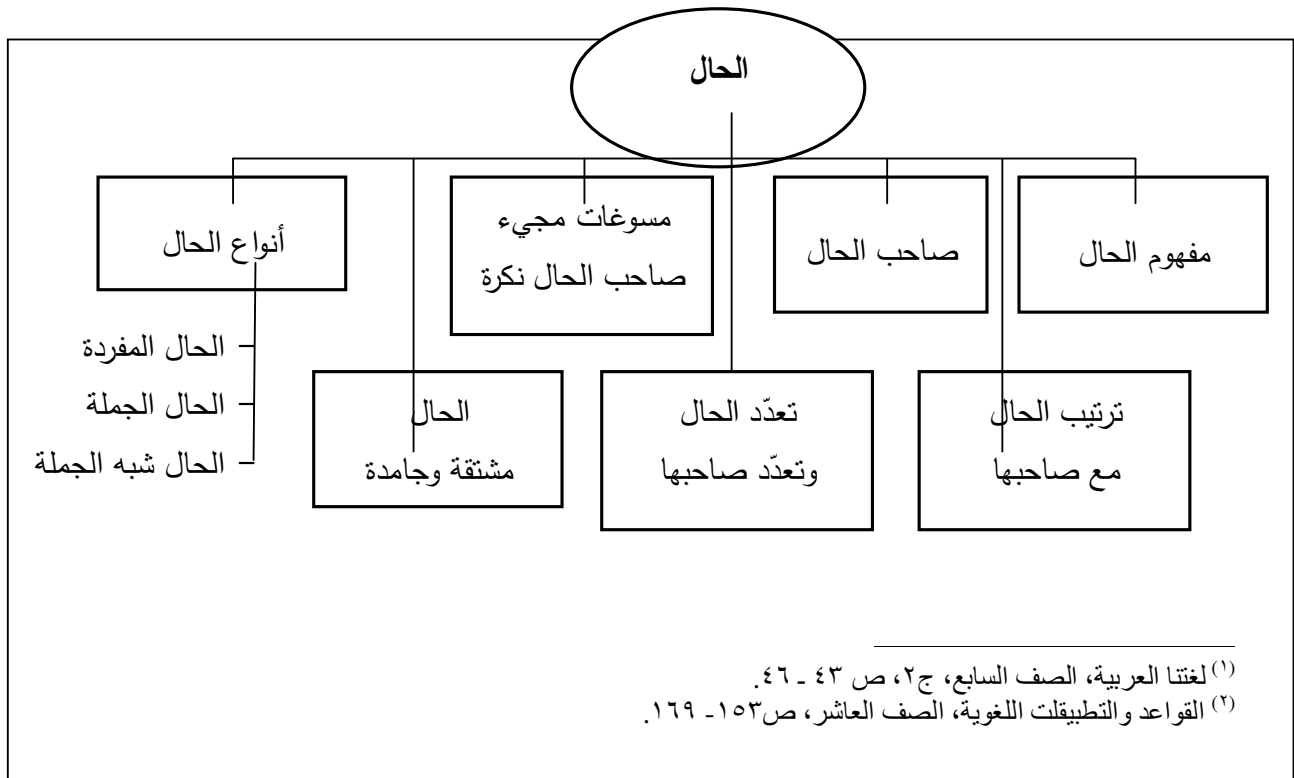 الحال
مفهوم الحال
صاحب الحال
مسوغات مجيء
صاحب الحال نكرة
أنواع الحال
- الحال المفردة
- الحال الجملة
- الحال شبه الجملة
ترتيب الحال
مع صاحبها
تعدّد الحال
وتعدّد صاحبها
الحال
مشتقة وجامدة
(١) لغتنا العربية، الصف السابع، ج٢، ص ٤٣ ـ ٤٦.
(٢) القواعد والتطبيقلت اللغوية، الصف العاشر، ص١٥٣- ١٦٩.